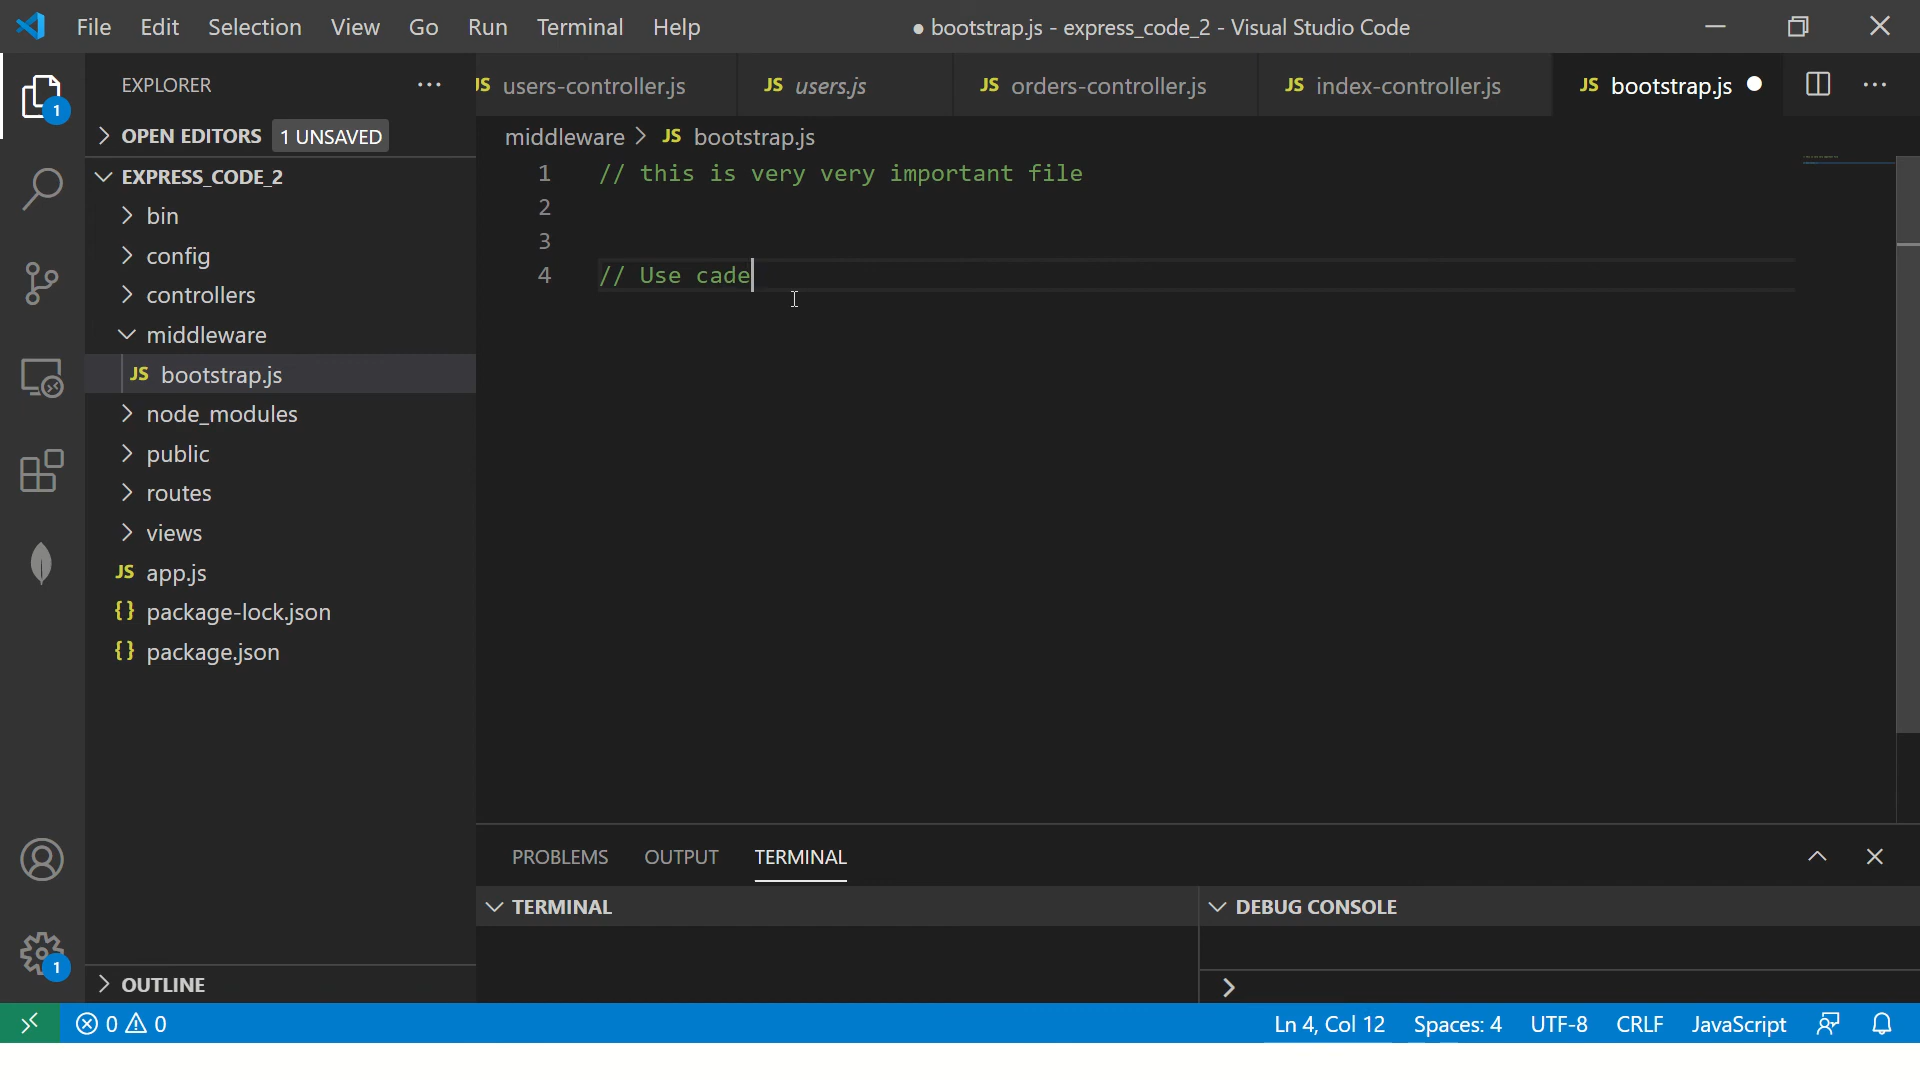 File Edit Selection View Go Run Terminal Help
● bootstrap.js - express_code_2 - Visual Studio Code
EXPLORER
JS users-controller.js
JS users.js
JS orders-controller.js
JS index-controller.js
JS bootstrap.js
1
OPEN EDITORS 1 UNSAVED
middleware > JS bootstrap.js
EXPRESS_CODE_2
bin
config
controllers
middleware
JS bootstrap.js
node_modules
public
routes
views
JS app.js
{} package-lock.json
{} package.json
1 // this is very very important file
2
3
4 // Use cade
PROBLEMS OUTPUT TERMINAL
TERMINAL
DEBUG CONSOLE
1
OUTLINE
0 0
Ln 4, Col 12 Spaces: 4 UTF-8 CRLF JavaScript